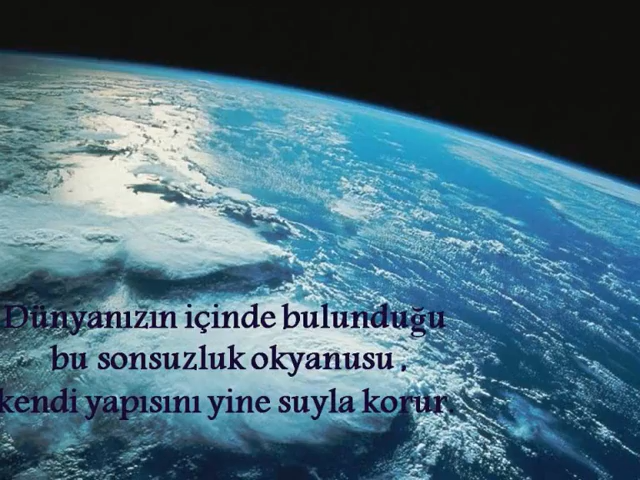 Dünyanızın içinde bulunduğu
bu sonsuzluk okyanusu ,
kendi yapısını yine suyla korur.